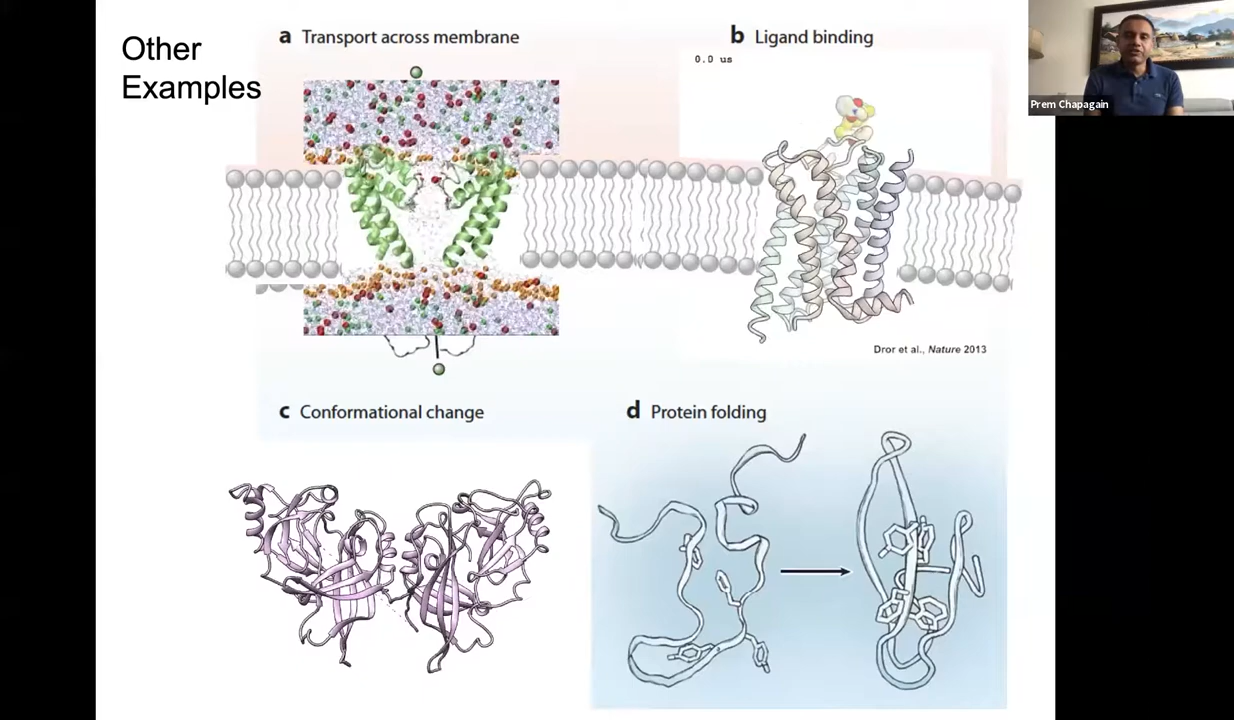 Other
Examples
a Transport across membrane
b Ligand binding
0.0 us
Prem Chapagain
Dror et al., Nature 2013
c Conformational change
d Protein folding